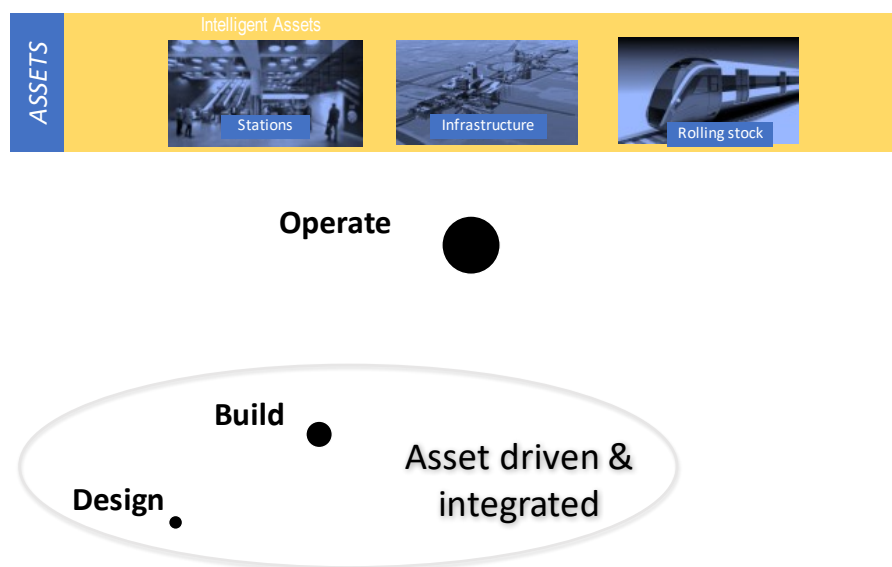 Intelligent Assets
ASSETS
Stations
Infrastructure
Rolling stock
Operate
Build
Asset driven &
integrated
Design